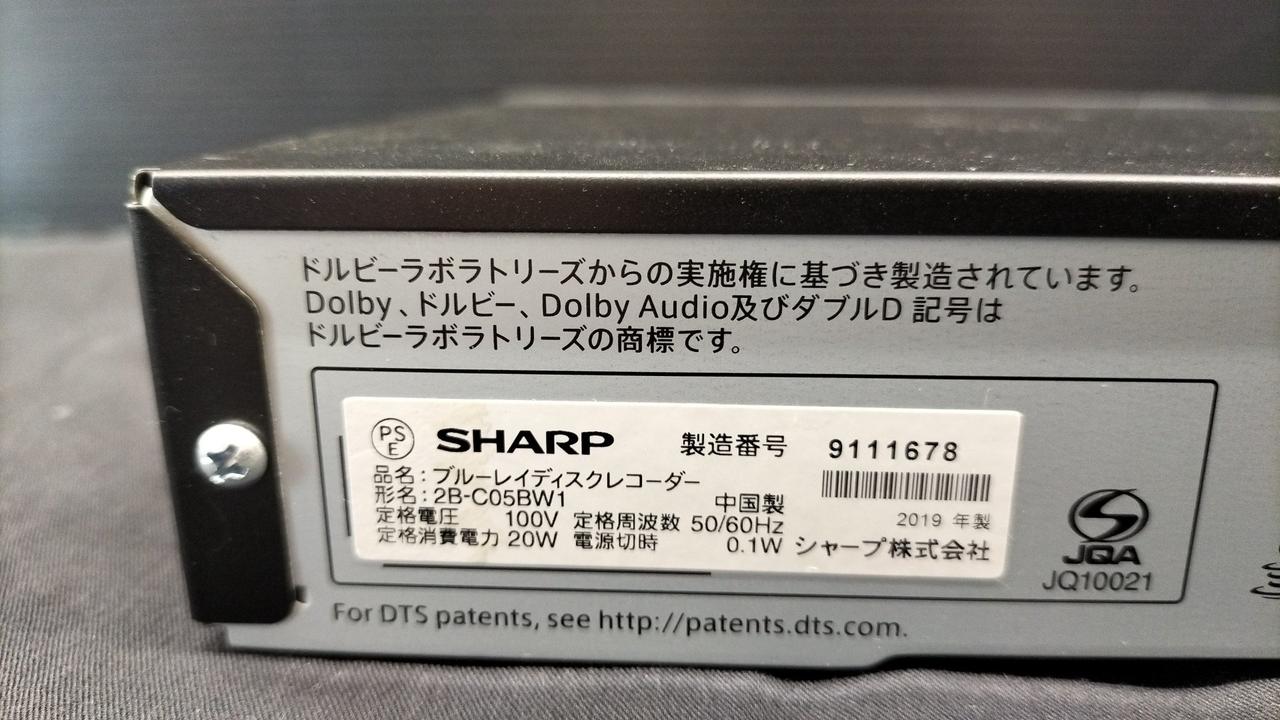 ドルビーラボラトリーズからの実施権に基づき製造されています。
Dolby、ドルビー、Dolby Audio及びダブルD 記号は
ドルビーラボラトリーズの商標です。
PS
E
SHARP 製造番号 9111678
品名：ブルーレイディスクレコーダー
形名：2B-C05BW1 中国製
定格電圧 100V 定格周波数 50/60Hz 2019 年製
定格消費電力 20W 電源切時 0.1W シャープ株式会社
JQA
JQ10021
For DTS patents, see http://patents.dts.com.